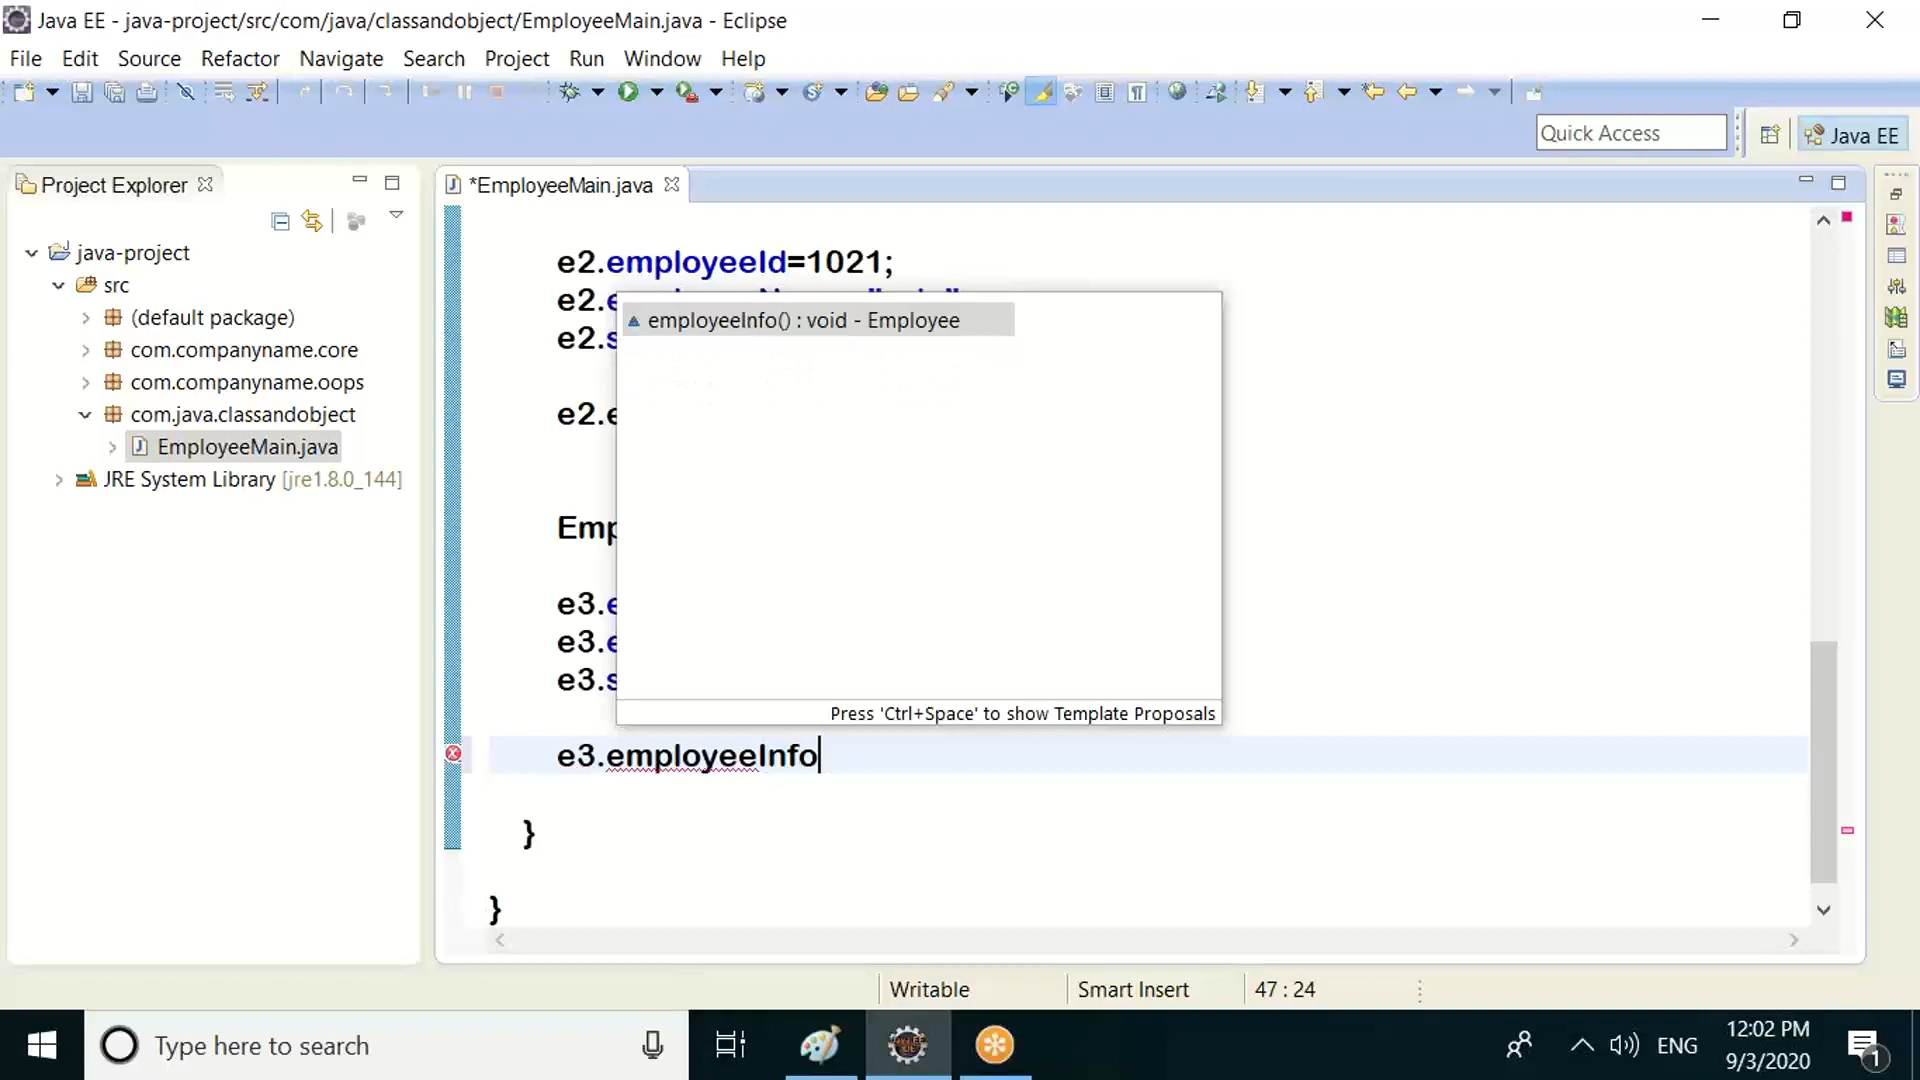 Java EE - java-project/src/com/java/classandobject/EmployeeMain.java - Eclipse
File Edit Source Refactor Navigate Search Project Run Window Help
Quick Access
Java EE
Project Explorer
*EmployeeMain.java
java-project
src
(default package)
com.companyname.core
com.companyname.oops
com.java.classandobject
EmployeeMain.java
JRE System Library [jre1.8.0_144]
e2.employeeId=1021;
e2.e
employeeInfo() : void - Employee
e2.s
e2.e
Emp
e3.e
e3.e
e3.s
Press 'Ctrl+Space' to show Template Proposals
e3.employeeInfo
}
}
Writable
Smart Insert
47 : 24
Type here to search
ENG
12:02 PM
9/3/2020
1